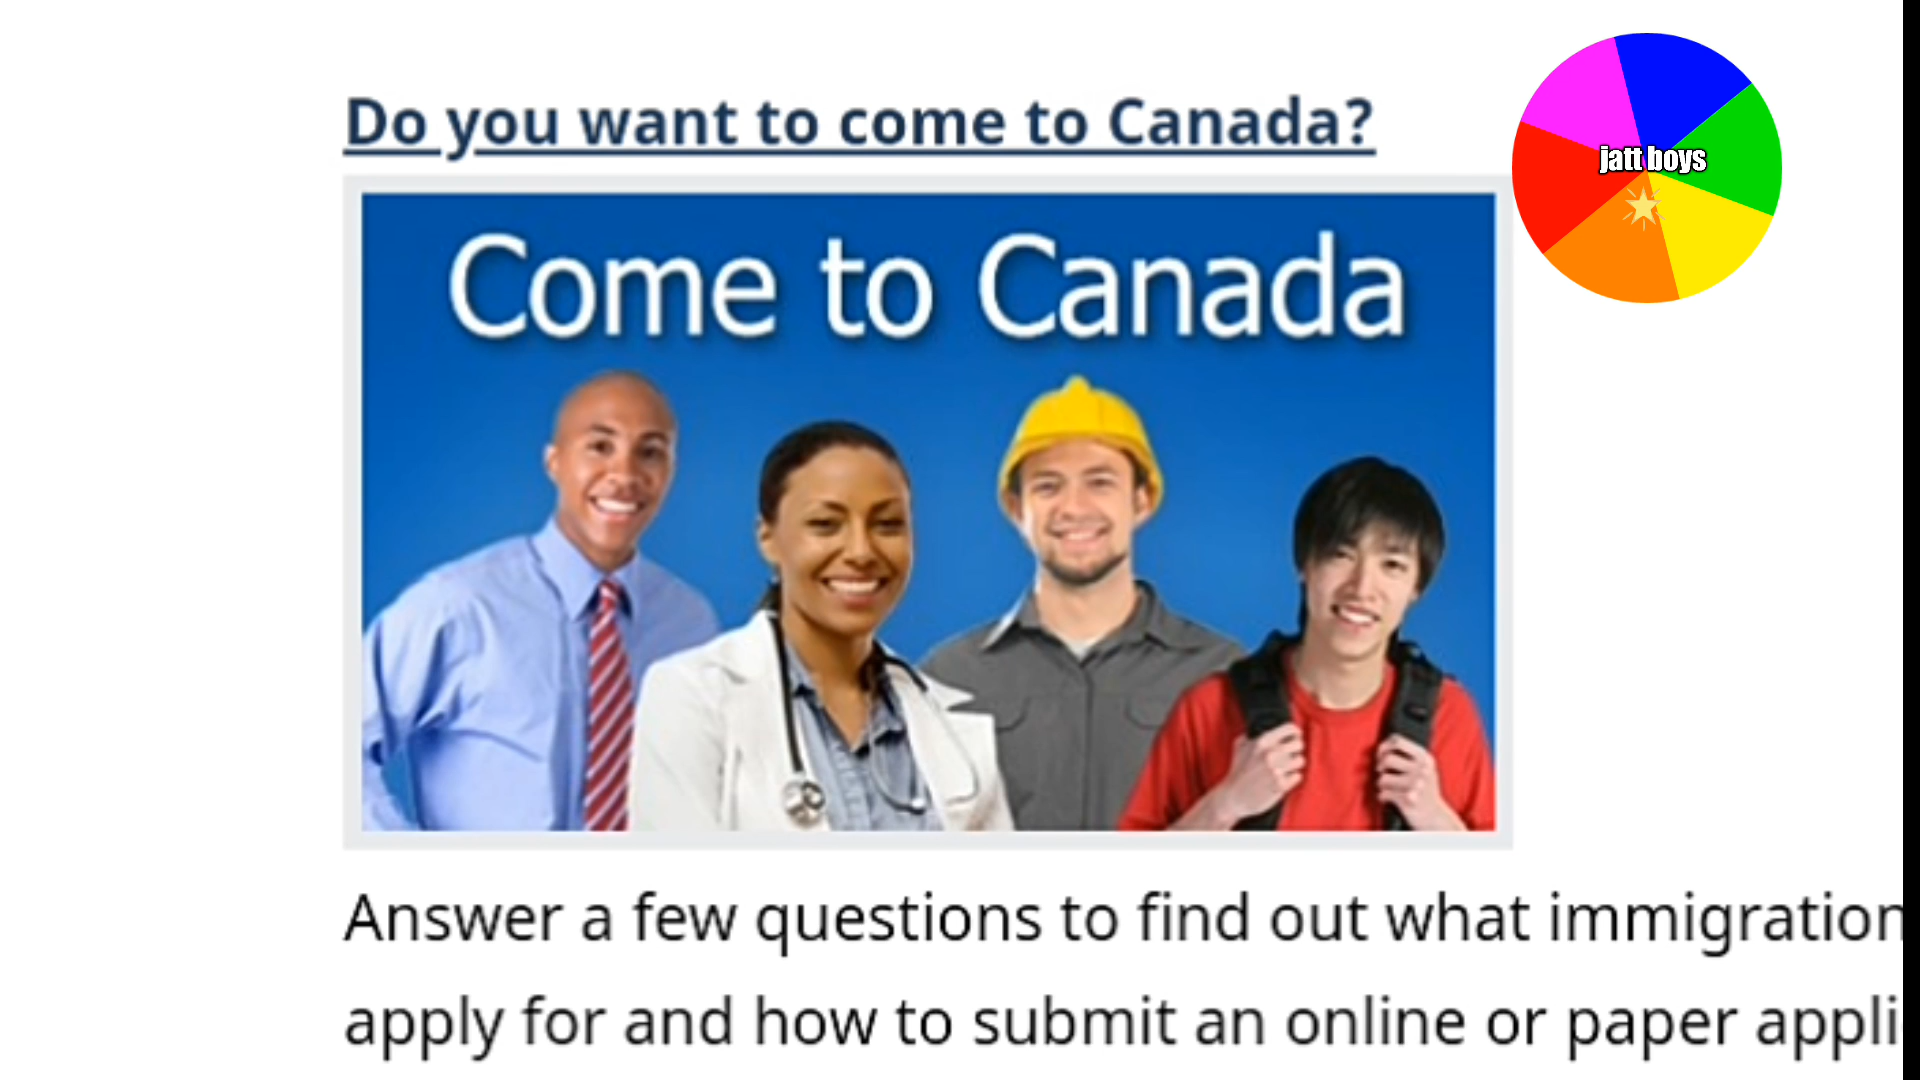 Do you want to come to Canada?
jatt boys
Come to Canada
Answer a few questions to find out what immigration
apply for and how to submit an online or paper